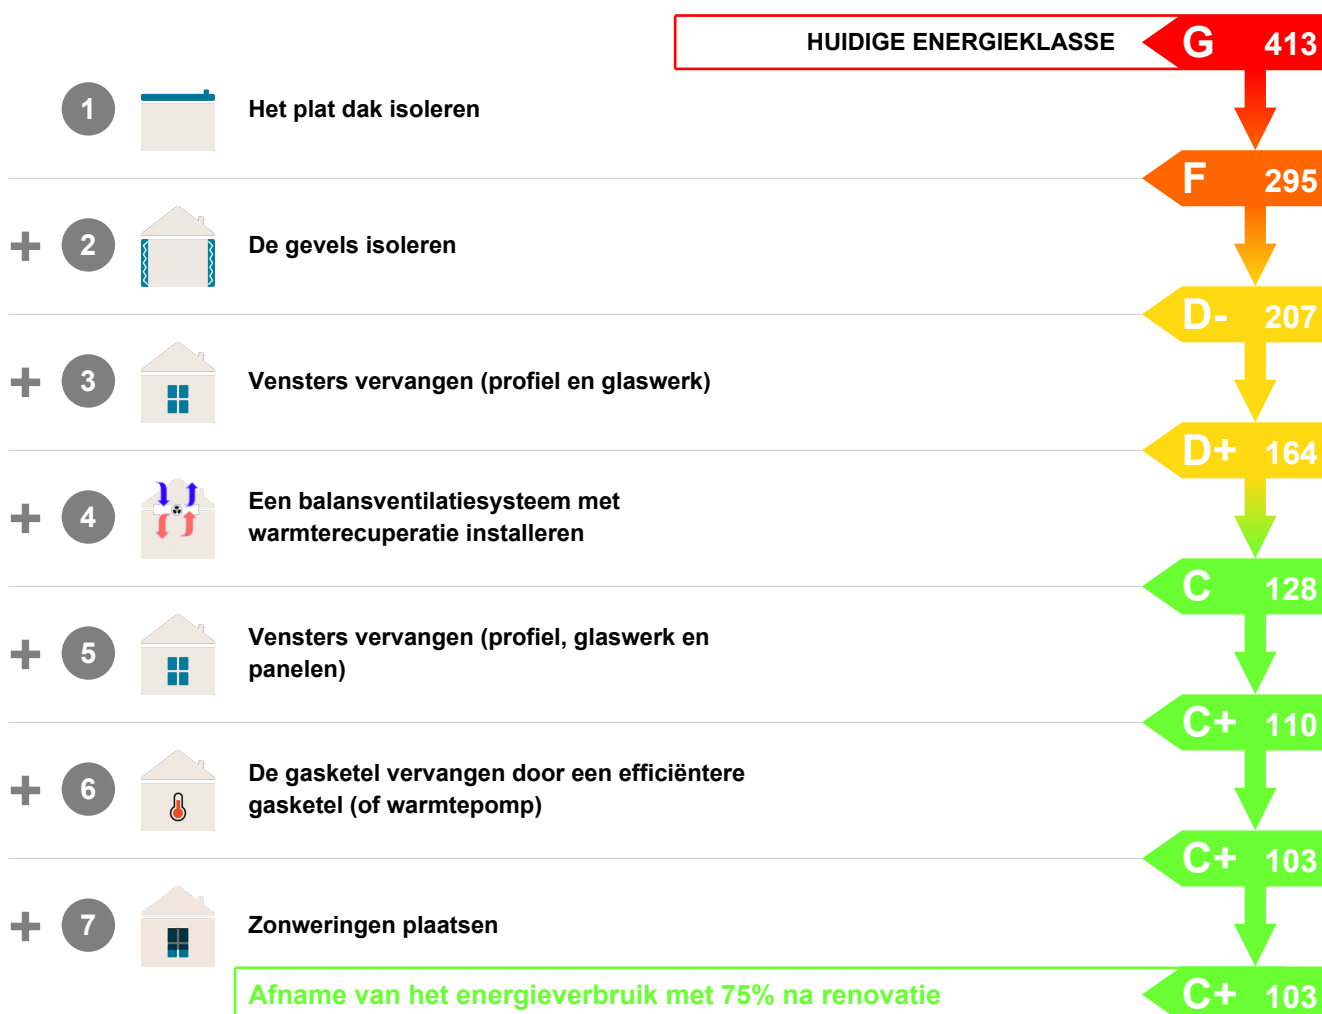 HUIDIGE ENERGIEKLASSE G 413
1 Het plat dak isoleren
F 295
+ 2 De gevels isoleren
D- 207
+ 3 Vensters vervangen (profiel en glaswerk)
D+ 164
+ 4 Een balansventilatiesysteem met
warmterecuperatie installeren
C 128
+ 5 Vensters vervangen (profiel, glaswerk en
panelen)
C+ 110
+ 6 De gasketel vervangen door een efficiëntere
gasketel (of warmtepomp)
C+ 103
+ 7 Zonweringen plaatsen
Afname van het energieverbruik met 75% na renovatie C+ 103